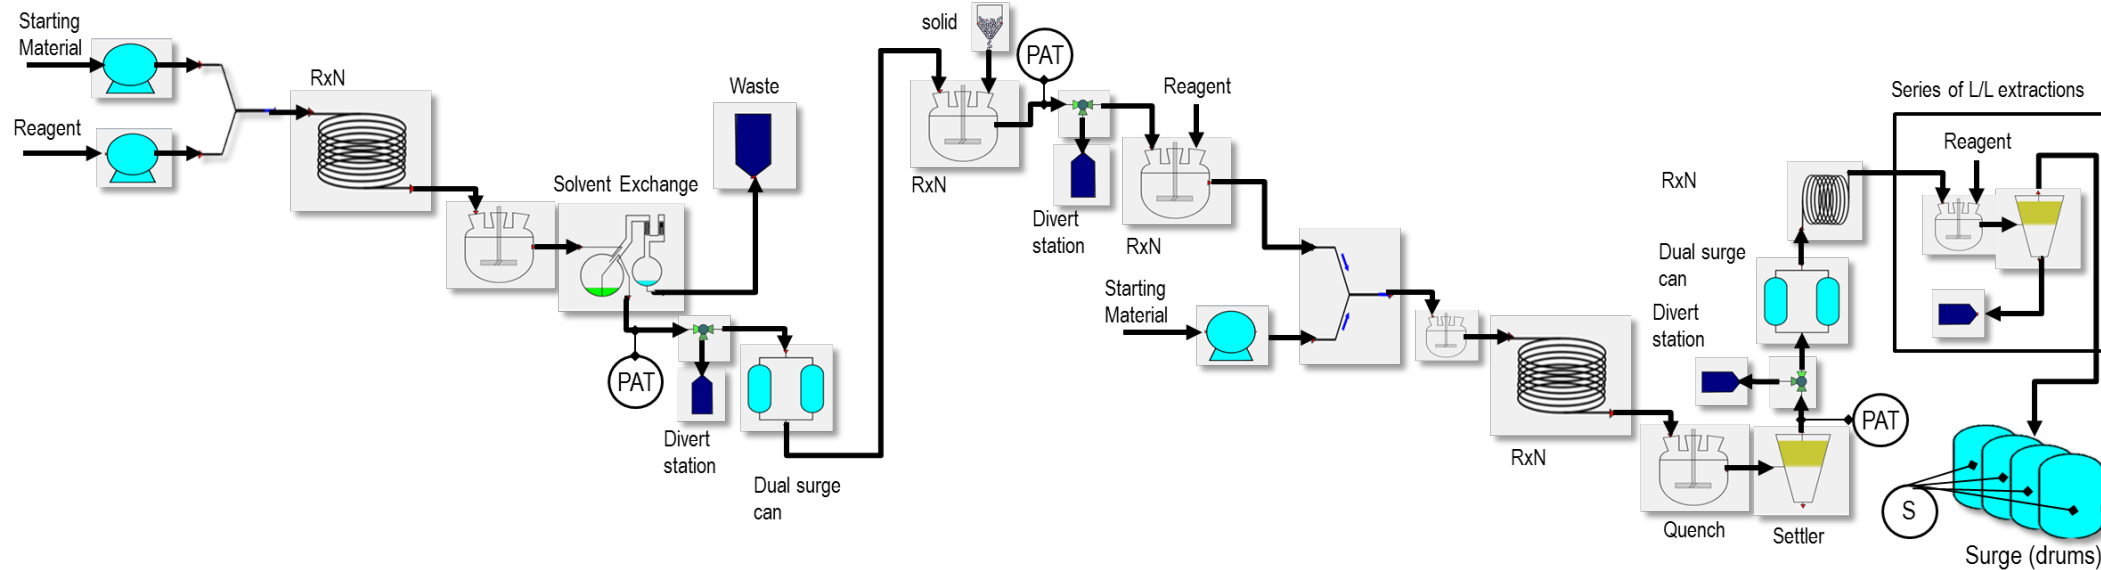 Starting
Material
Reagent
RxN
Solvent Exchange
Waste
PAT
Divert
station
Dual surge
can
solid
PAT
RxN
Divert
station
Reagent
RxN
Starting
Material
RxN
Quench
Settler
PAT
Divert
station
Dual surge
can
RxN
Series of L/L extractions
Reagent
S
Surge (drums)